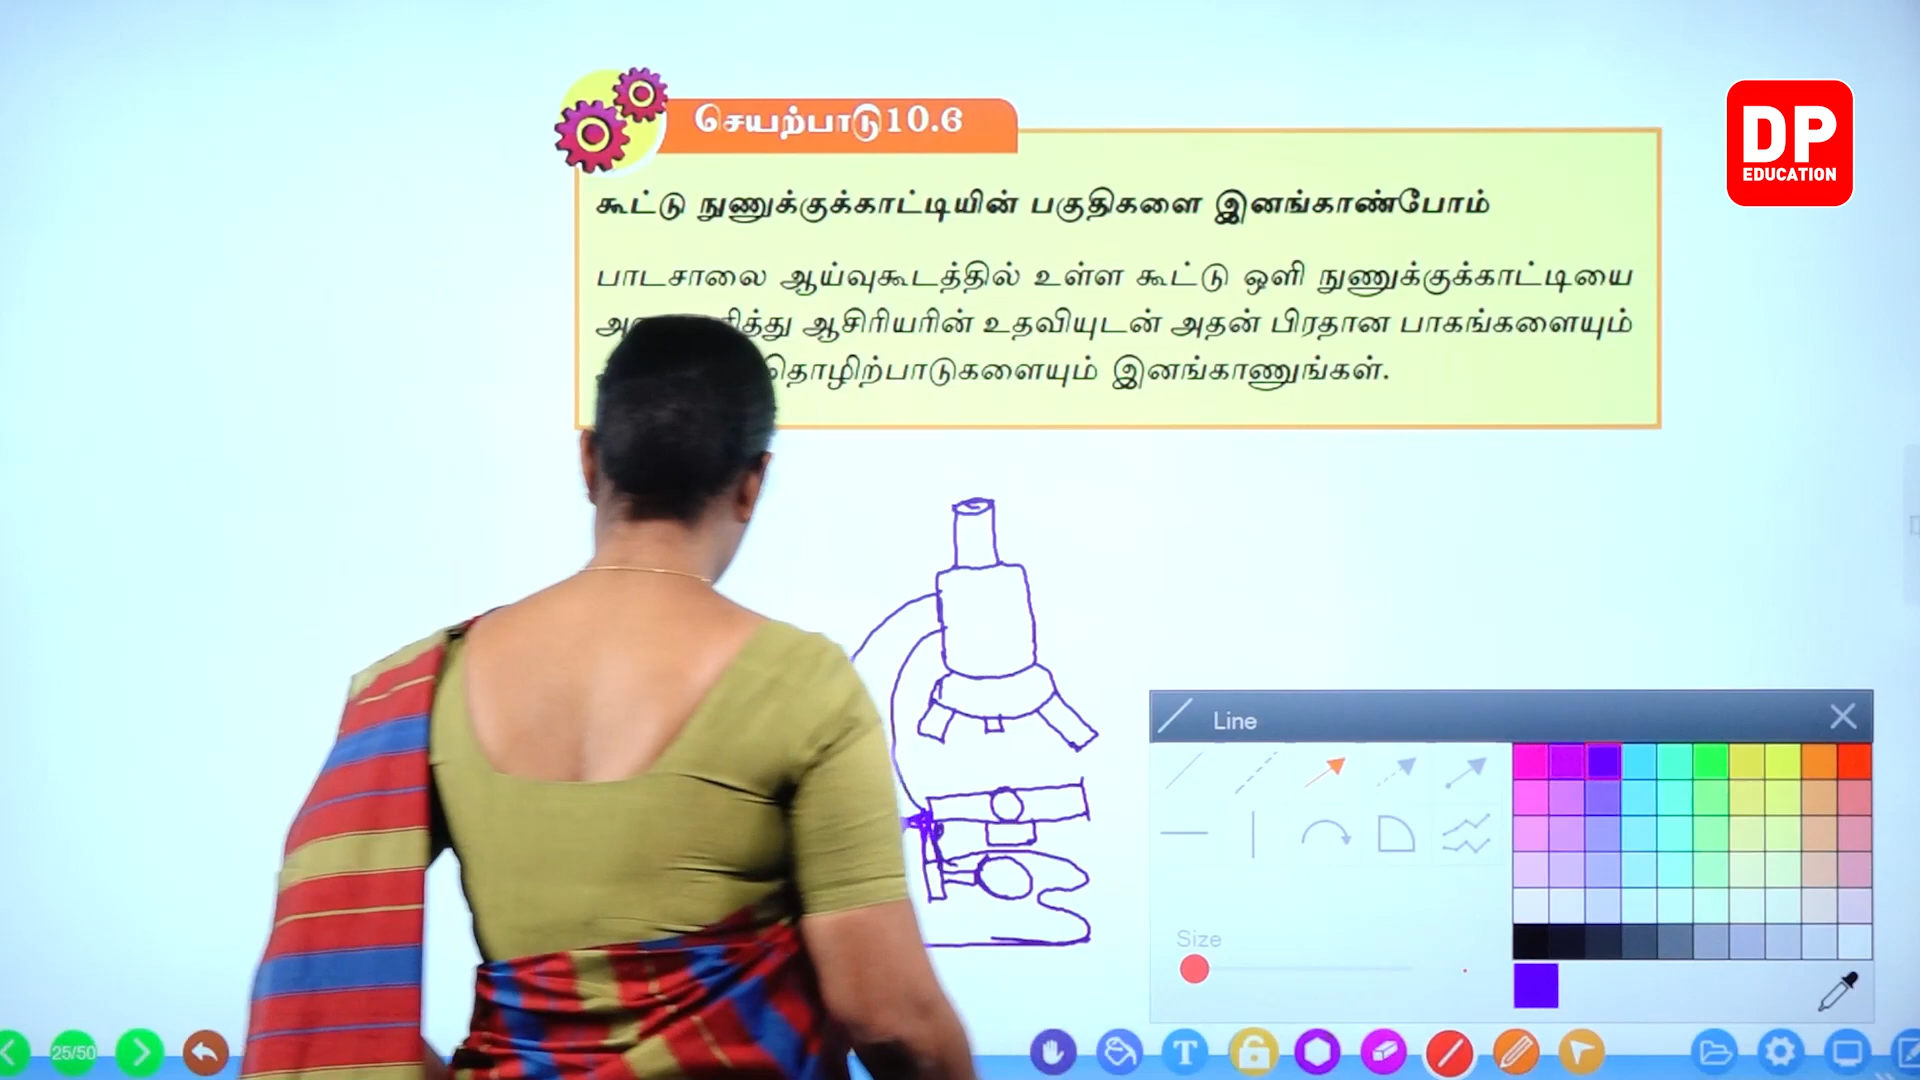 செயற்பாடு 10.6
DP
EDUCATION
கூட்டு நுணுக்குக்காட்டியின் பகுதிகளை இனங்காண்போம்
பாடசாலை ஆய்வுகூடத்தில் உள்ள கூட்டு ஒளி நுணுக்குக்காட்டியை
ஆசிரியரின் உதவியுடன் அதன் பிரதான பாகங்களையும்
தொழிற்பாடுகளையும் இனங்காணுங்கள்.
Line
Size
25/50
T